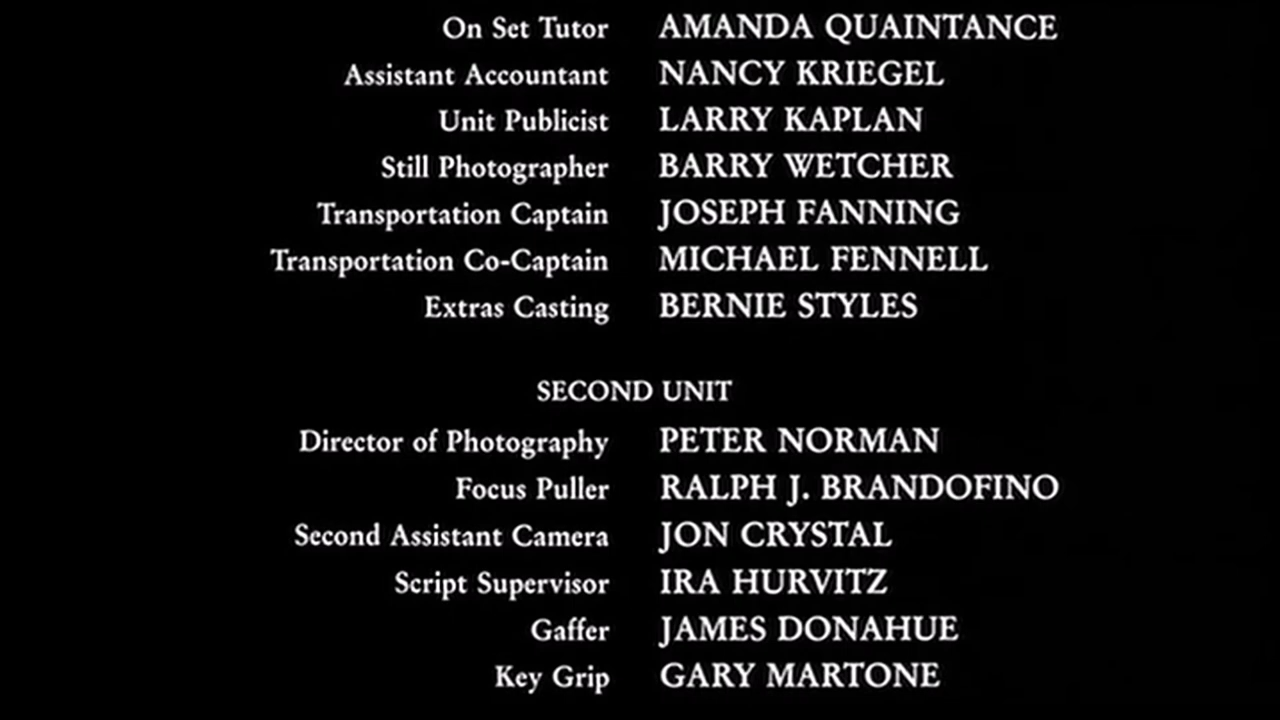 On Set Tutor AMANDA QUAINTANCE
Assistant Accountant NANCY KRIEGEL
Unit Publicist LARRY KAPLAN
Still Photographer BARRY WETCHER
Transportation Captain JOSEPH FANNING
Transportation Co-Captain MICHAEL FENNELL
Extras Casting BERNIE STYLES
SECOND UNIT
Director of Photography PETER NORMAN
Focus Puller RALPH J. BRANDOFINO
Second Assistant Camera JON CRYSTAL
Script Supervisor IRA HURVITZ
Gaffer JAMES DONAHUE
Key Grip GARY MARTONE